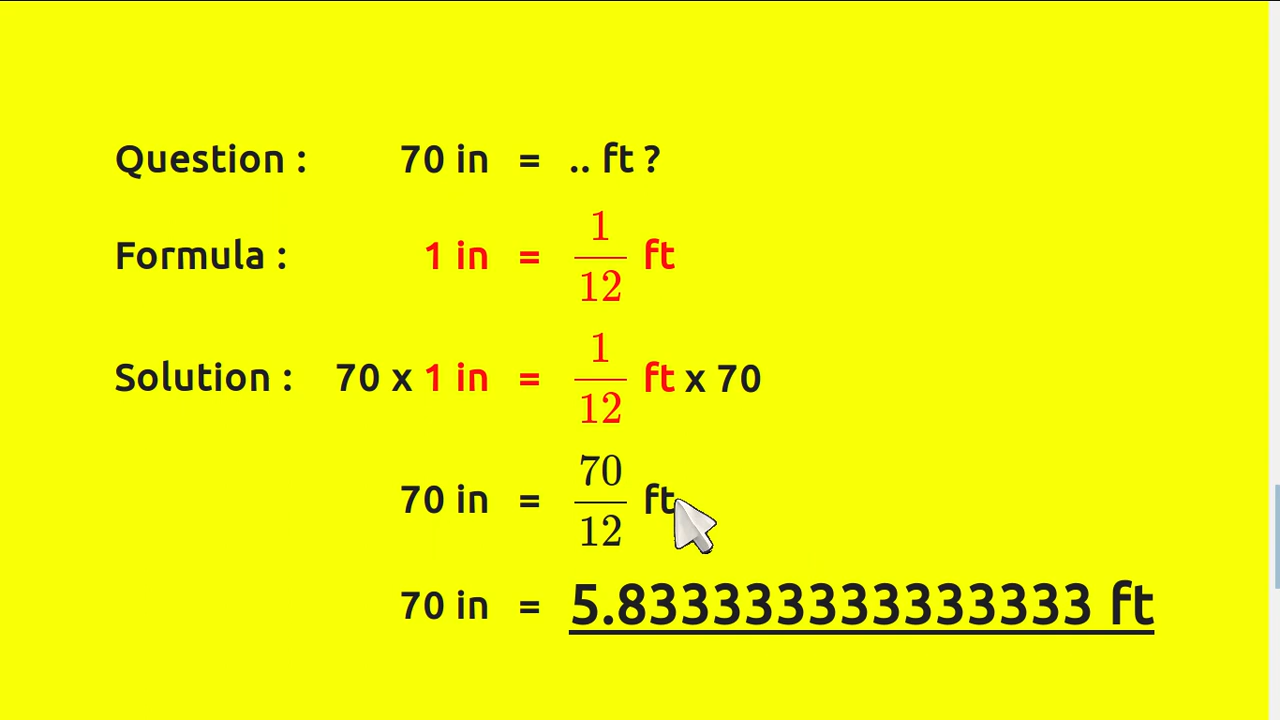 Question : 70 in = .. ft ?
Formula : 1 in = 1/12 ft
Solution : 70 x 1 in = 1/12 ft x 70
70 in = 70/12 ft
70 in = 5.833333333333333 ft